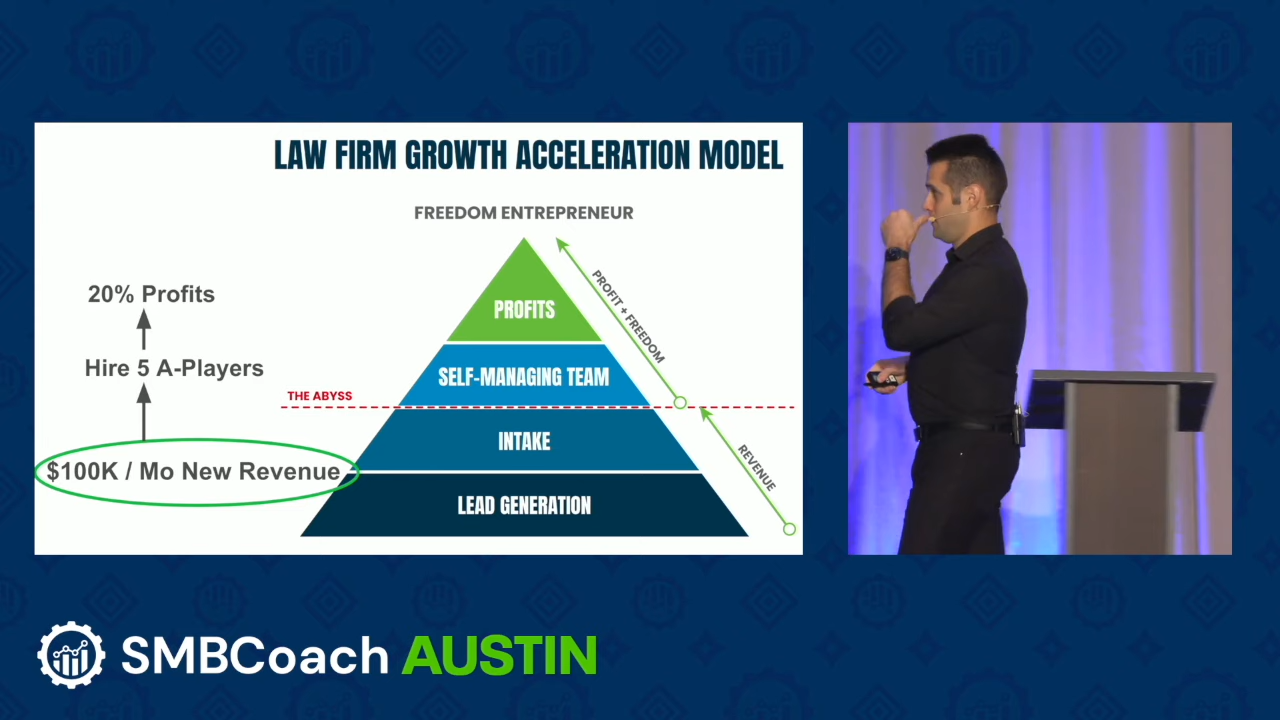 LAW FIRM GROWTH ACCELERATION MODEL
FREEDOM ENTREPRENEUR
20% Profits
Hire 5 A-Players
$100K / Mo New Revenue
PROFITS
SELF-MANAGING TEAM
THE ABYSS
INTAKE
LEAD GENERATION
PROFIT + FREEDOM
REVENUE
SMBCoach AUSTIN